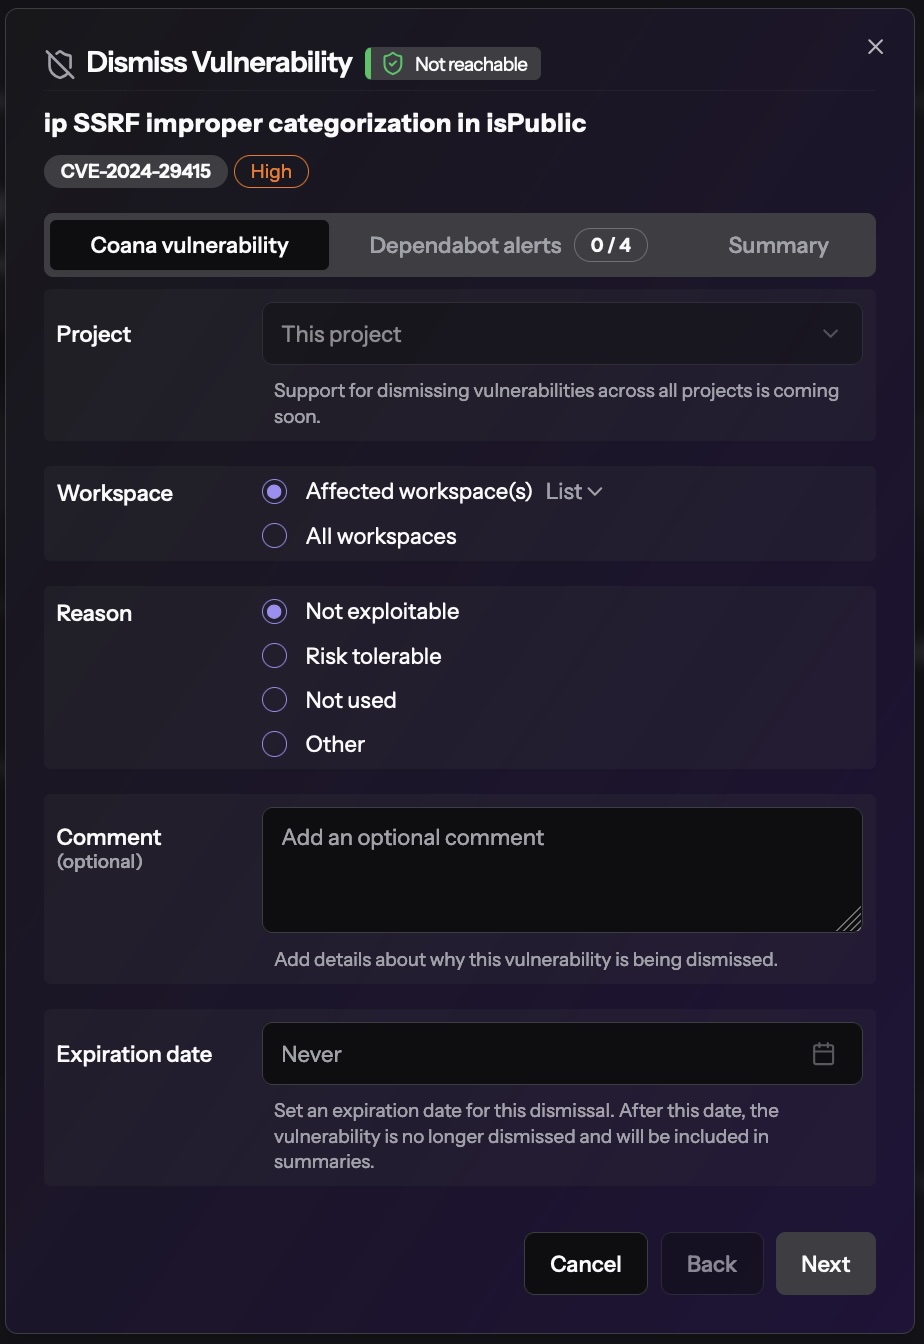 Dismiss Vulnerability Not reachable
ip SSRF improper categorization in isPublic
CVE-2024-29415 High
Coana vulnerability Dependabot alerts 0 / 4 Summary
Project This project
Support for dismissing vulnerabilities across all projects is coming
soon.
Workspace Affected workspace(s) List
All workspaces
Reason Not exploitable
Risk tolerable
Not used
Other
Comment Add an optional comment
(optional)
Add details about why this vulnerability is being dismissed.
Expiration date Never
Set an expiration date for this dismissal. After this date, the
vulnerability is no longer dismissed and will be included in
summaries.
Cancel Back Next